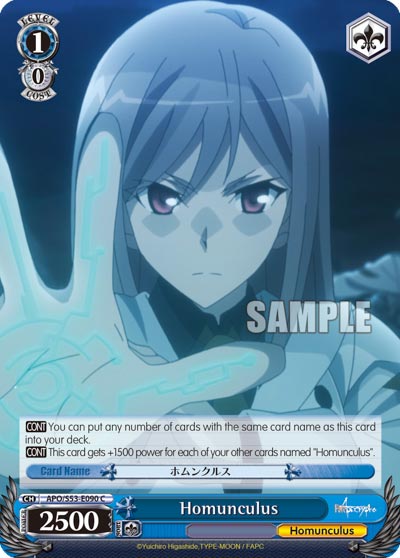 LEVEL
1
0
COST
SAMPLE
CONT You can put any number of cards with the same card name as this card
into your deck.
CONT This card gets +1500 power for each of your other cards named "Homunculus".
Card Name
ホムンクルス
CH APO/S53-E090 C
Homunculus
POWER
2500
Homunculus
©Yuichiro Higashide,TYPE-MOON / FAPC